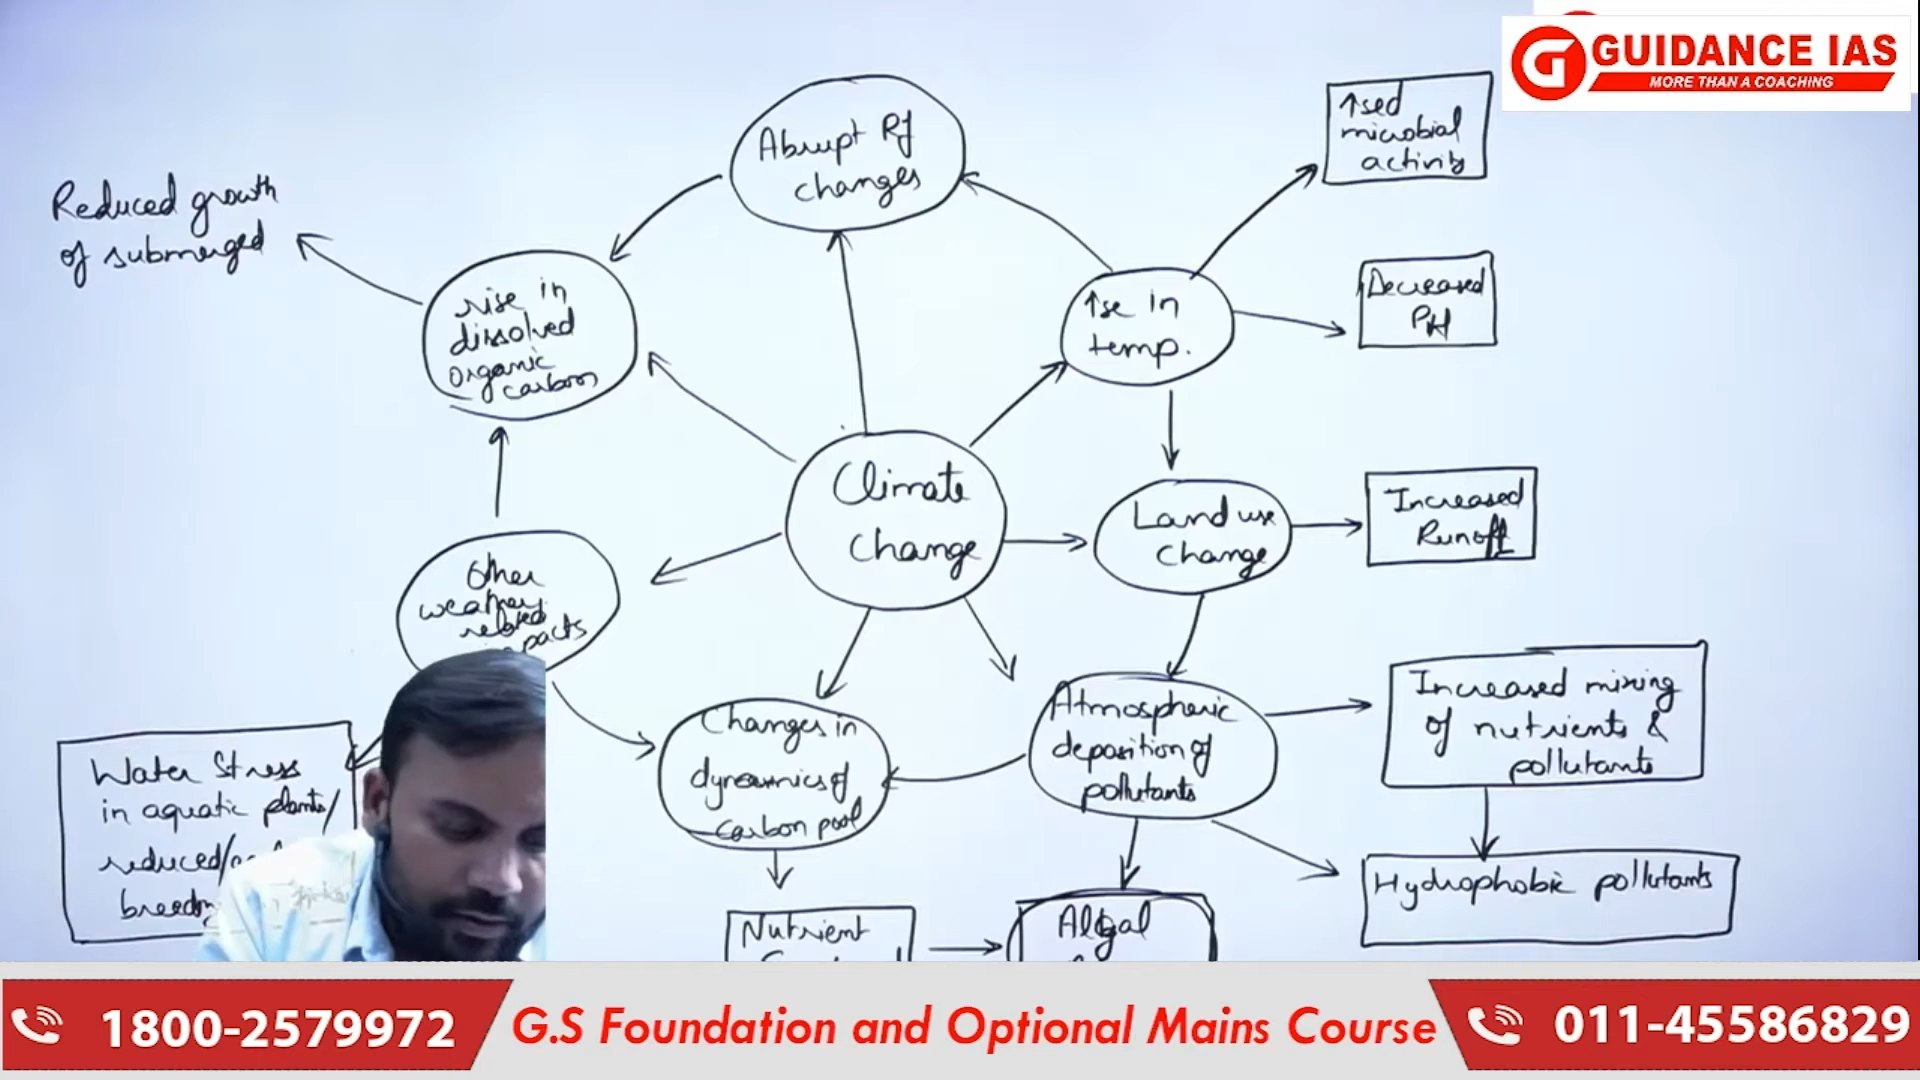 GUIDANCE IAS
MORE THAN A COACHING
Abrupt Rf
changes
↑sed
microbial
activity
Reduced growth
of submerged
rise in
dissolved
organic
carbon
↑se in
temp.
Decreased
PH
Climate
Change
Land use
Change
Increased
Runoff
Other
weather
related
Changes in
dynamics of
carbon pool
Atmospheric
deposition of
pollutants
Increased mixing
of nutrients &
pollutants
Water Stress
in aquatic plants/
reduced/
Hydrophobic pollutants
Nutrient
Algal
1800-2579972
G.S Foundation and Optional Mains Course
011-45586829